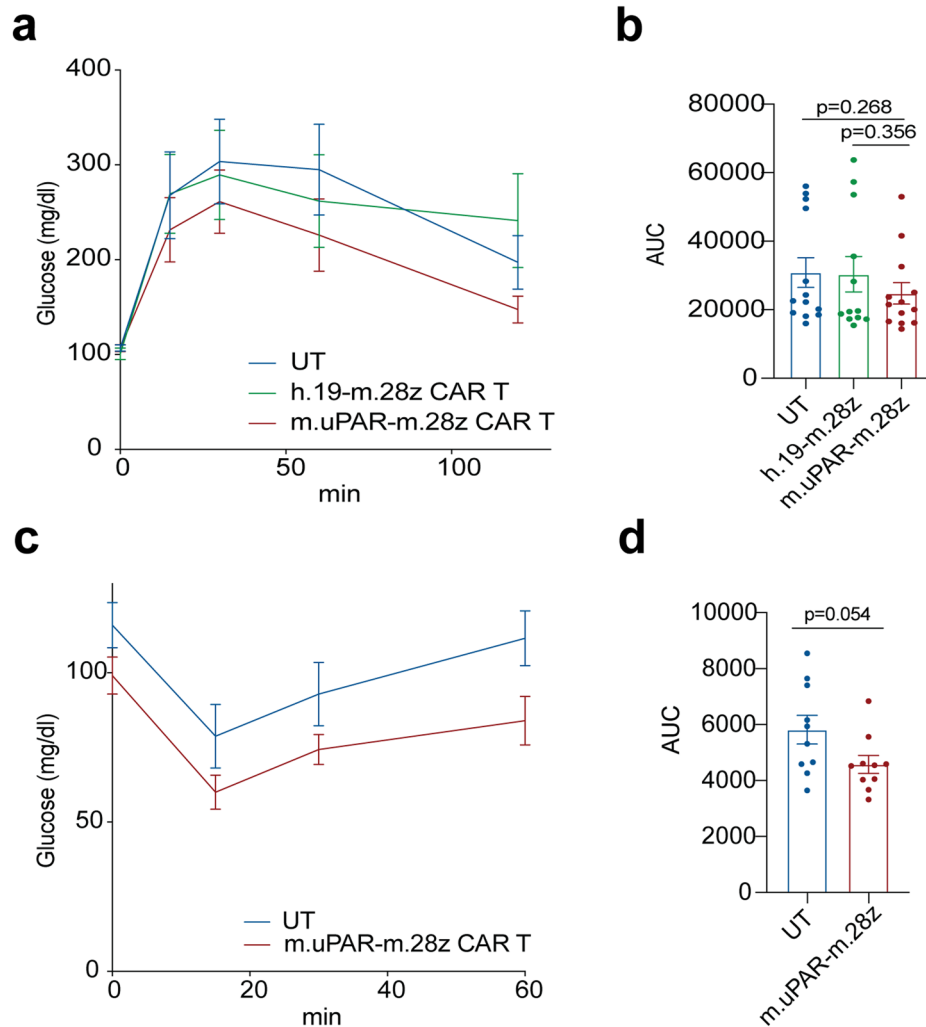 a
400
300
200
100
0
Glucose (mg/dl)
UT
h.19-m.28z CAR T
m.uPAR-m.28z CAR T
0
50
100
min
b
80000
60000
40000
20000
0
AUC
p=0.268
p=0.356
UT
h.19-m.28z
m.uPAR-m.28z
c
100
50
0
Glucose (mg/dl)
UT
m.uPAR-m.28z CAR T
0
20
40
60
min
d
10000
8000
6000
4000
2000
0
AUC
p=0.054
UT
m.uPAR-m.28z